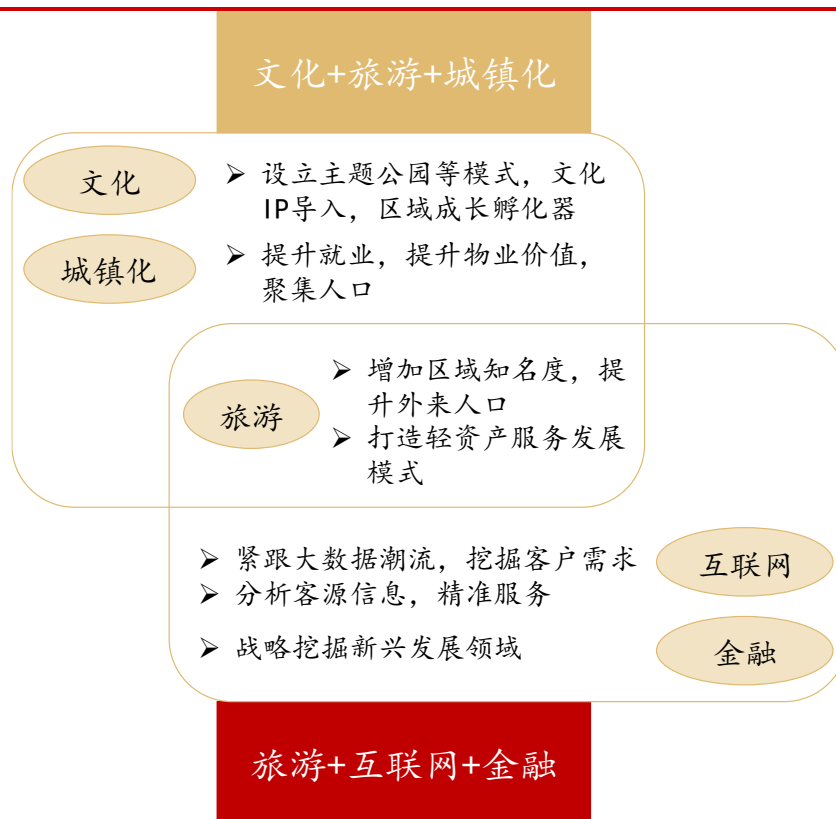 文化+旅游+城镇化
文化
➢ 设立主题公园等模式，文化
IP导入，区域成长孵化器
城镇化
➢ 提升就业，提升物业价值，
聚集人口
旅游
➢ 增加区域知名度，提
升外来人口
➢ 打造轻资产服务发展
模式
➢ 紧跟大数据潮流，挖掘客户需求
➢ 分析客源信息，精准服务
互联网
➢ 战略挖掘新兴发展领域
金融
旅游+互联网+金融